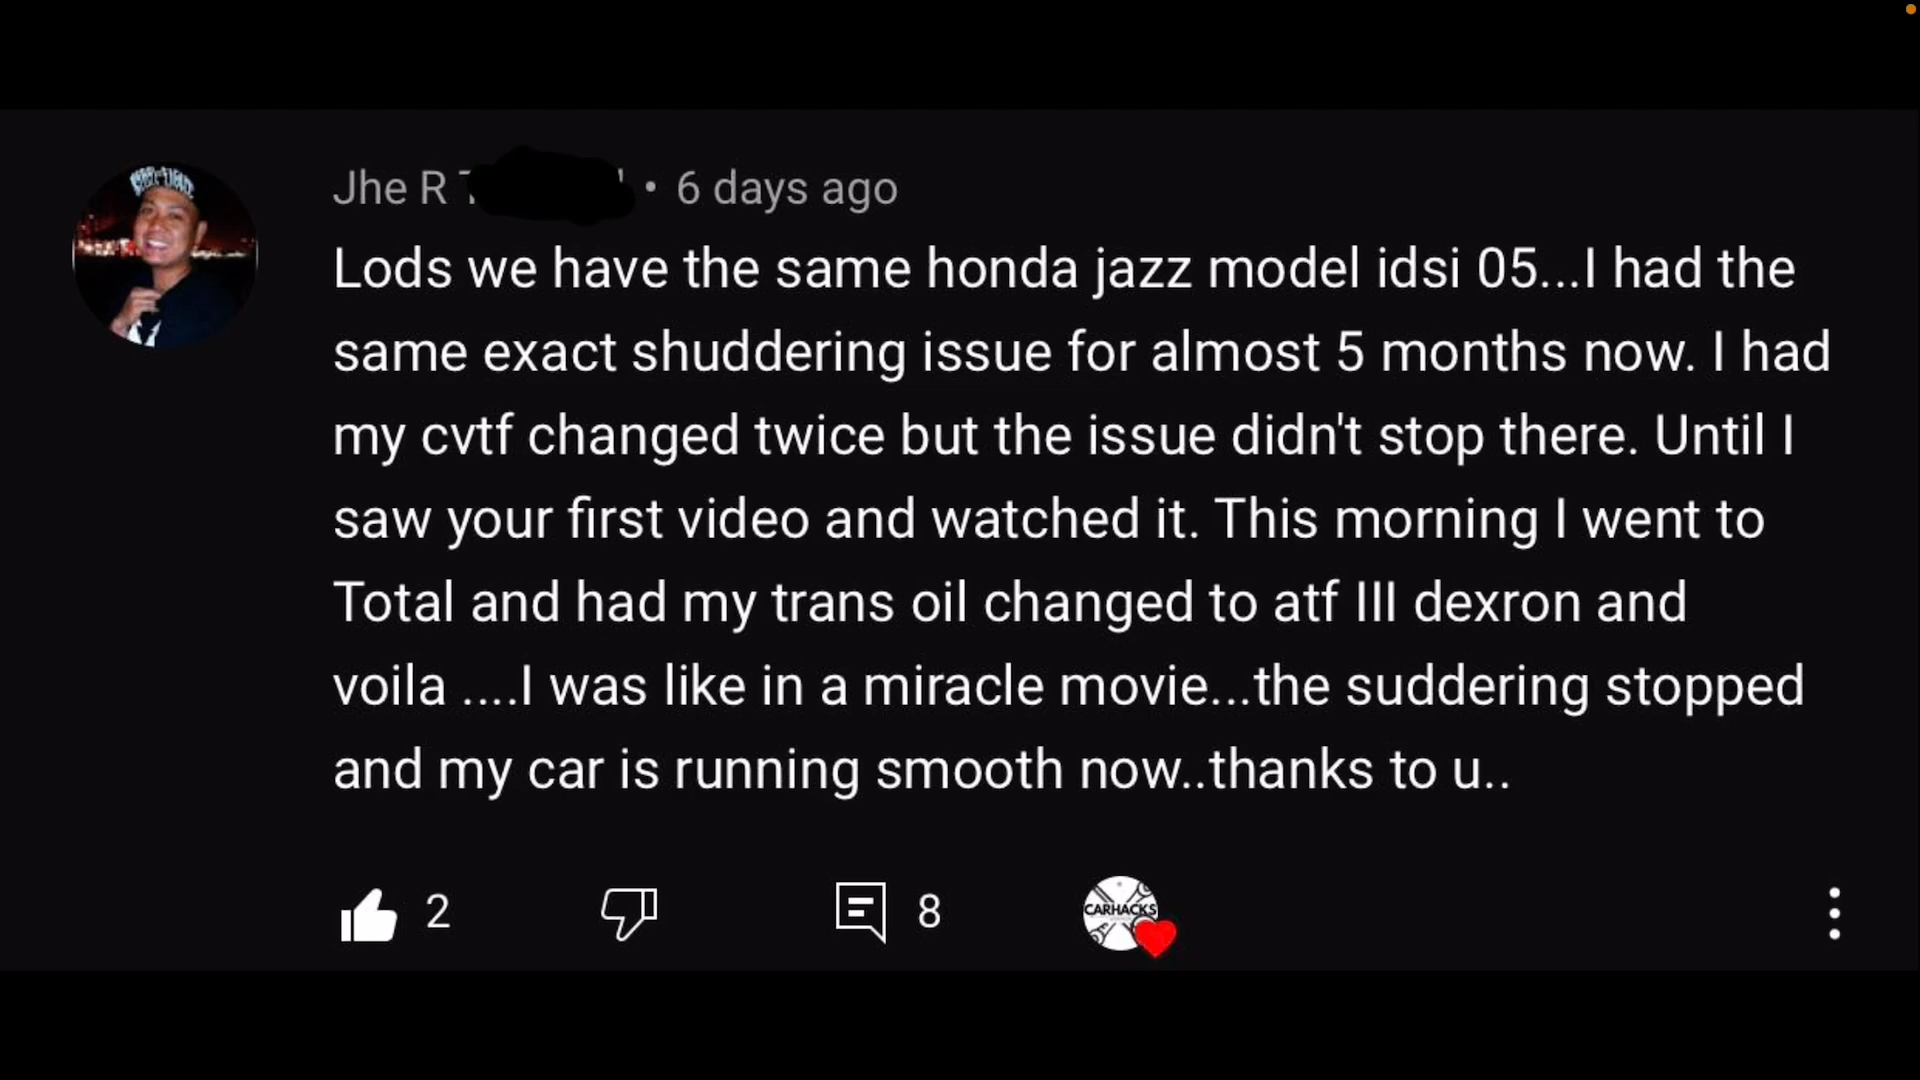 Jhe R • 6 days ago
Lods we have the same honda jazz model idsi 05...I had the
same exact shuddering issue for almost 5 months now. I had
my cvtf changed twice but the issue didn't stop there. Until I
saw your first video and watched it. This morning I went to
Total and had my trans oil changed to atf III dexron and
voila ....I was like in a miracle movie...the suddering stopped
and my car is running smooth now..thanks to u..
2 8 CARHACKS